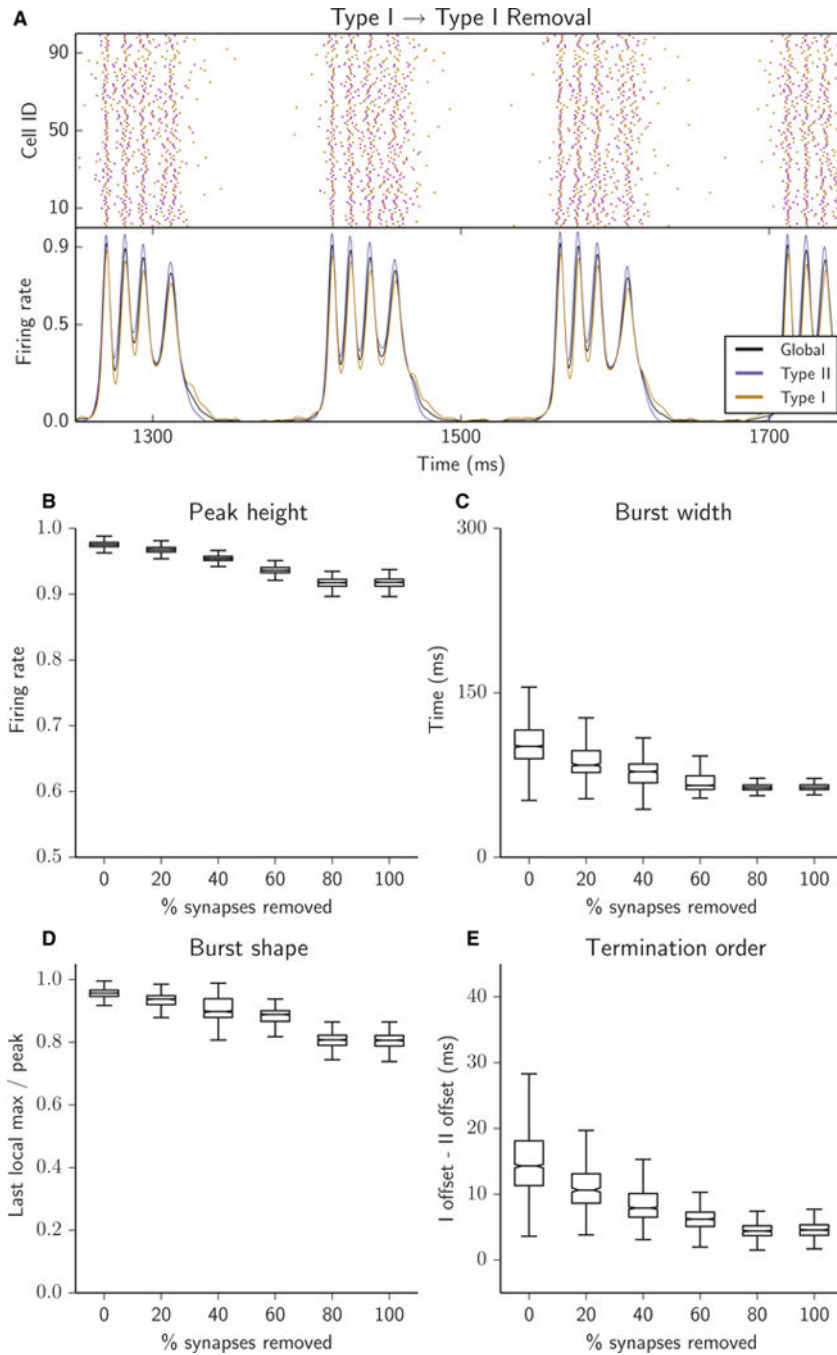 A
Type I → Type I Removal
90
50
10
Cell ID
0.9
0.5
0.0
Firing rate
Global
Type II
Type I
1300 1500 1700
Time (ms)
B
Peak height
1.0
0.9
0.8
0.7
0.6
0.5
Firing rate
0 20 40 60 80 100
% synapses removed
C
Burst width
300
150
0
Time (ms)
0 20 40 60 80 100
% synapses removed
D
Burst shape
1.0
0.8
0.6
0.4
0.2
0.0
Last local max / peak
0 20 40 60 80 100
% synapses removed
E
Termination order
40
30
20
10
0
I offset - II offset (ms)
0 20 40 60 80 100
% synapses removed